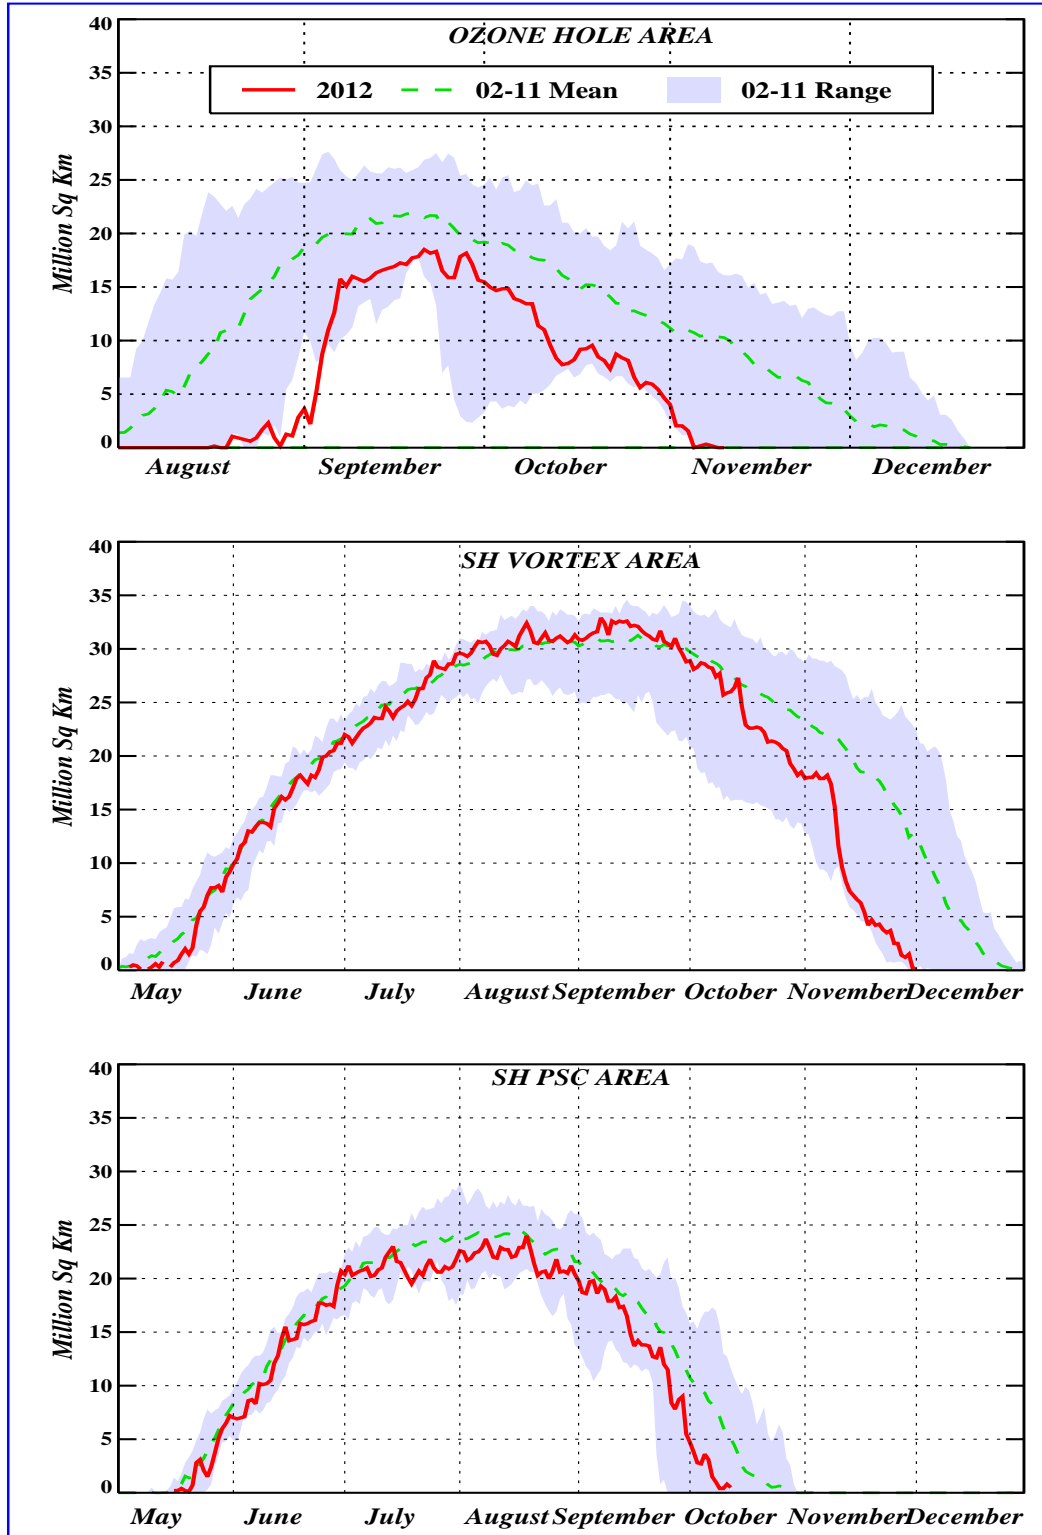 OZONE HOLE AREA
2012 02-11 Mean 02-11 Range
Million Sq Km
40
35
30
25
20
15
10
5
0
August September October November December
SH VORTEX AREA
Million Sq Km
40
35
30
25
20
15
10
5
0
May June July August September October November December
SH PSC AREA
Million Sq Km
40
35
30
25
20
15
10
5
0
May June July August September October November December